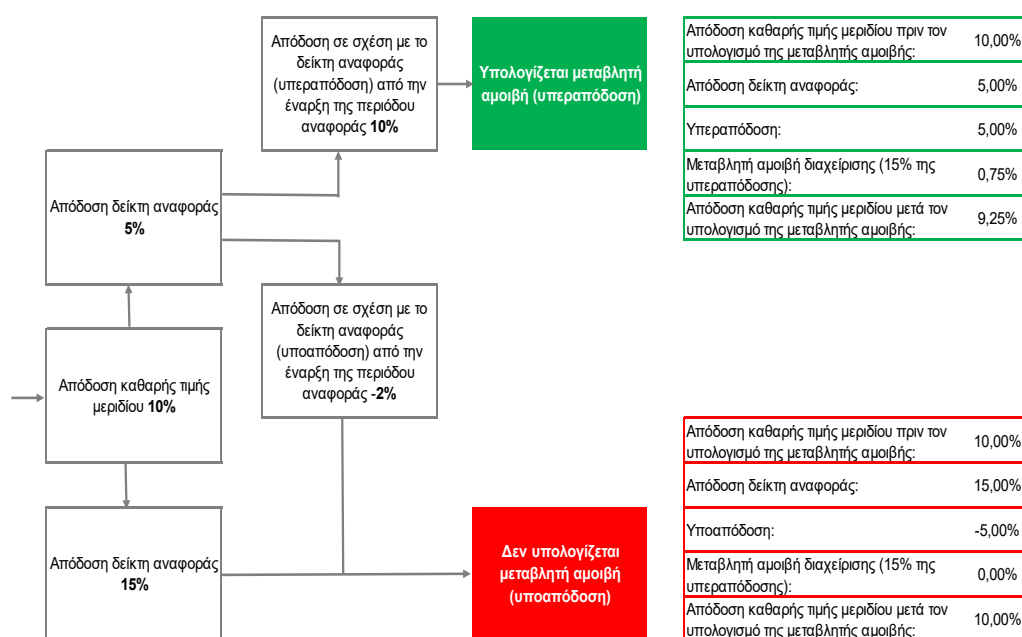 Απόδοση σε σχέση με το
δείκτη αναφοράς
(υπεραπόδοση) από την
έναρξη της περιόδου
αναφοράς 10%
Υπολογίζεται μεταβλητή
αμοιβή (υπεραπόδοση)
Απόδοση καθαρής τιμής μεριδίου πριν τον
υπολογισμό της μεταβλητής αμοιβής:
10,00%
Απόδοση δείκτη αναφοράς:
5,00%
Υπεραπόδοση:
5,00%
Μεταβλητή αμοιβή διαχείρισης (15% της
υπεραπόδοσης):
0,75%
Απόδοση καθαρής τιμής μεριδίου μετά τον
υπολογισμό της μεταβλητής αμοιβής:
9,25%
Απόδοση δείκτη αναφοράς
5%
Απόδοση σε σχέση με το
δείκτη αναφοράς
(υποαπόδοση) από την
έναρξη της περιόδου
αναφοράς -2%
Απόδοση καθαρής τιμής
μεριδίου 10%
Απόδοση δείκτη αναφοράς
15%
Δεν υπολογίζεται
μεταβλητή αμοιβή
(υποαπόδοση)
Απόδοση καθαρής τιμής μεριδίου πριν τον
υπολογισμό της μεταβλητής αμοιβής:
10,00%
Απόδοση δείκτη αναφοράς:
15,00%
Υποαπόδοση:
-5,00%
Μεταβλητή αμοιβή διαχείρισης (15% της
υπεραπόδοσης):
0,00%
Απόδοση καθαρής τιμής μεριδίου μετά τον
υπολογισμό της μεταβλητής αμοιβής:
10,00%